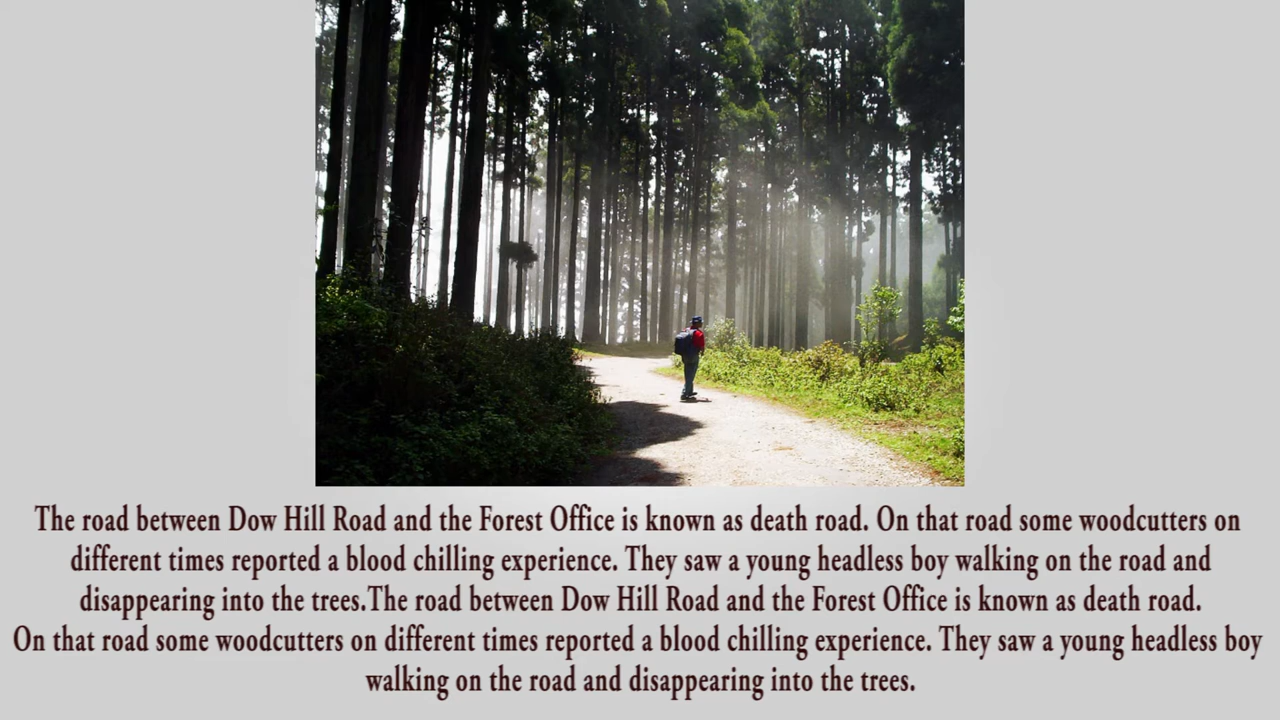 The road between Dow Hill Road and the Forest Office is known as death road. On that road some woodcutters on
different times reported a blood chilling experience. They saw a young headless boy walking on the road and
disappearing into the trees.The road between Dow Hill Road and the Forest Office is known as death road.
On that road some woodcutters on different times reported a blood chilling experience. They saw a young headless boy
walking on the road and disappearing into the trees.